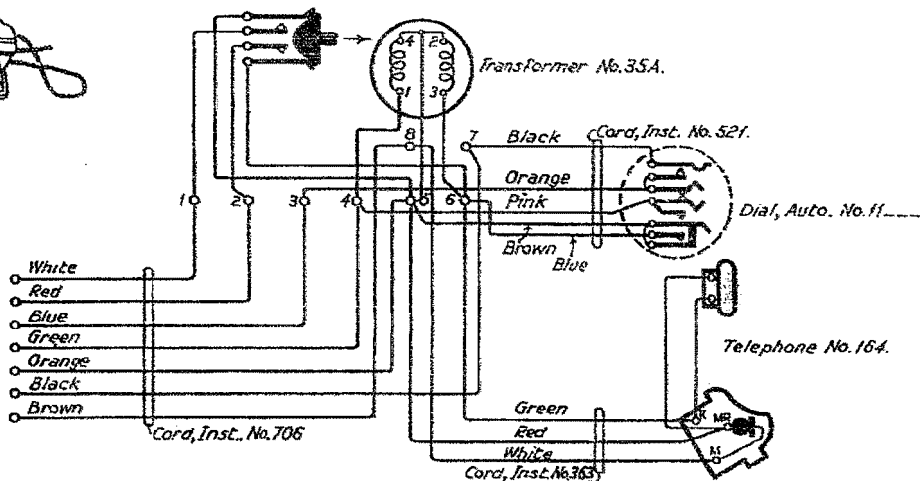 4 2
1 3
Transformer No.35A.
8
7
Black
Cord, Inst. No.521.
Orange
Pink
1 2 3 4 5 6
Brown
Blue
Dial, Auto. No.11
White
Red
Blue
Green
Orange
Black
Brown
Cord, Inst. No.706
Telephone No.164.
Green
Red
White
Cord, Inst. No.363
R
MR
M